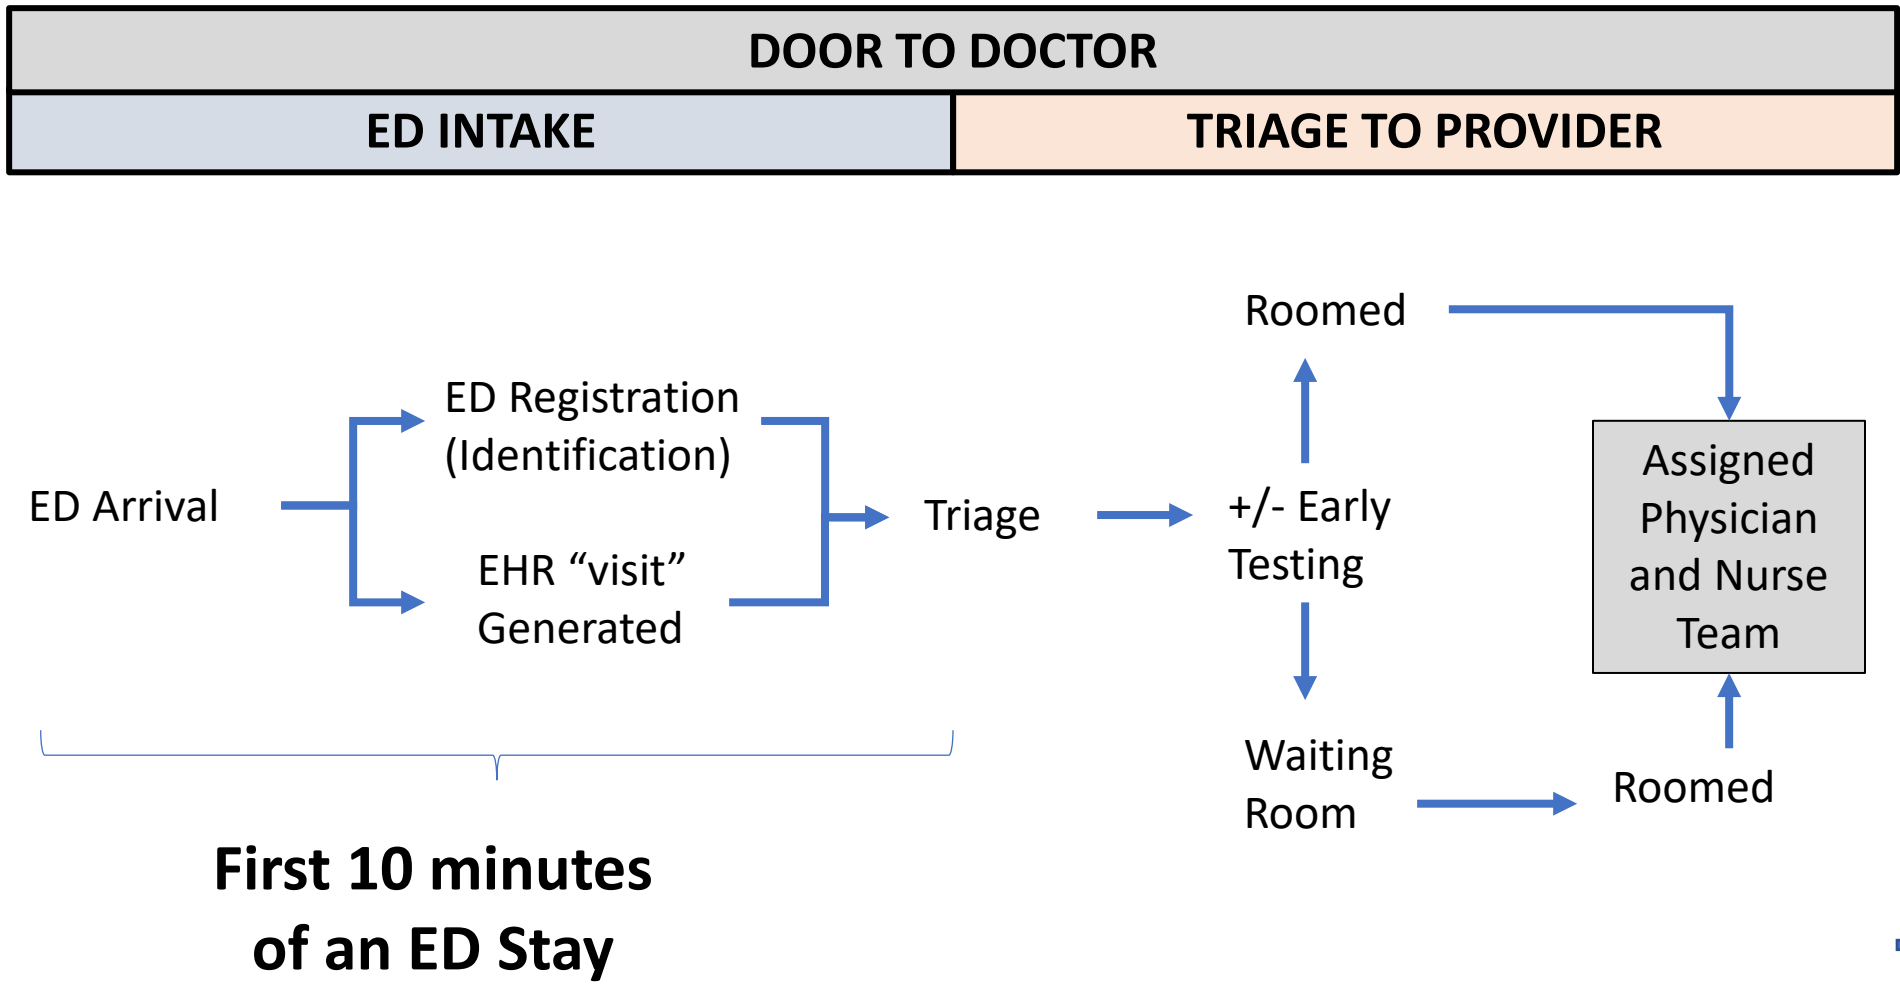 DOOR TO DOCTOR
ED INTAKE
TRIAGE TO PROVIDER
ED Arrival
ED Registration
(Identification)
EHR “visit”
Generated
Triage
+/- Early
Testing
Roomed
Waiting
Room
Roomed
Assigned
Physician
and Nurse
Team
First 10 minutes
of an ED Stay